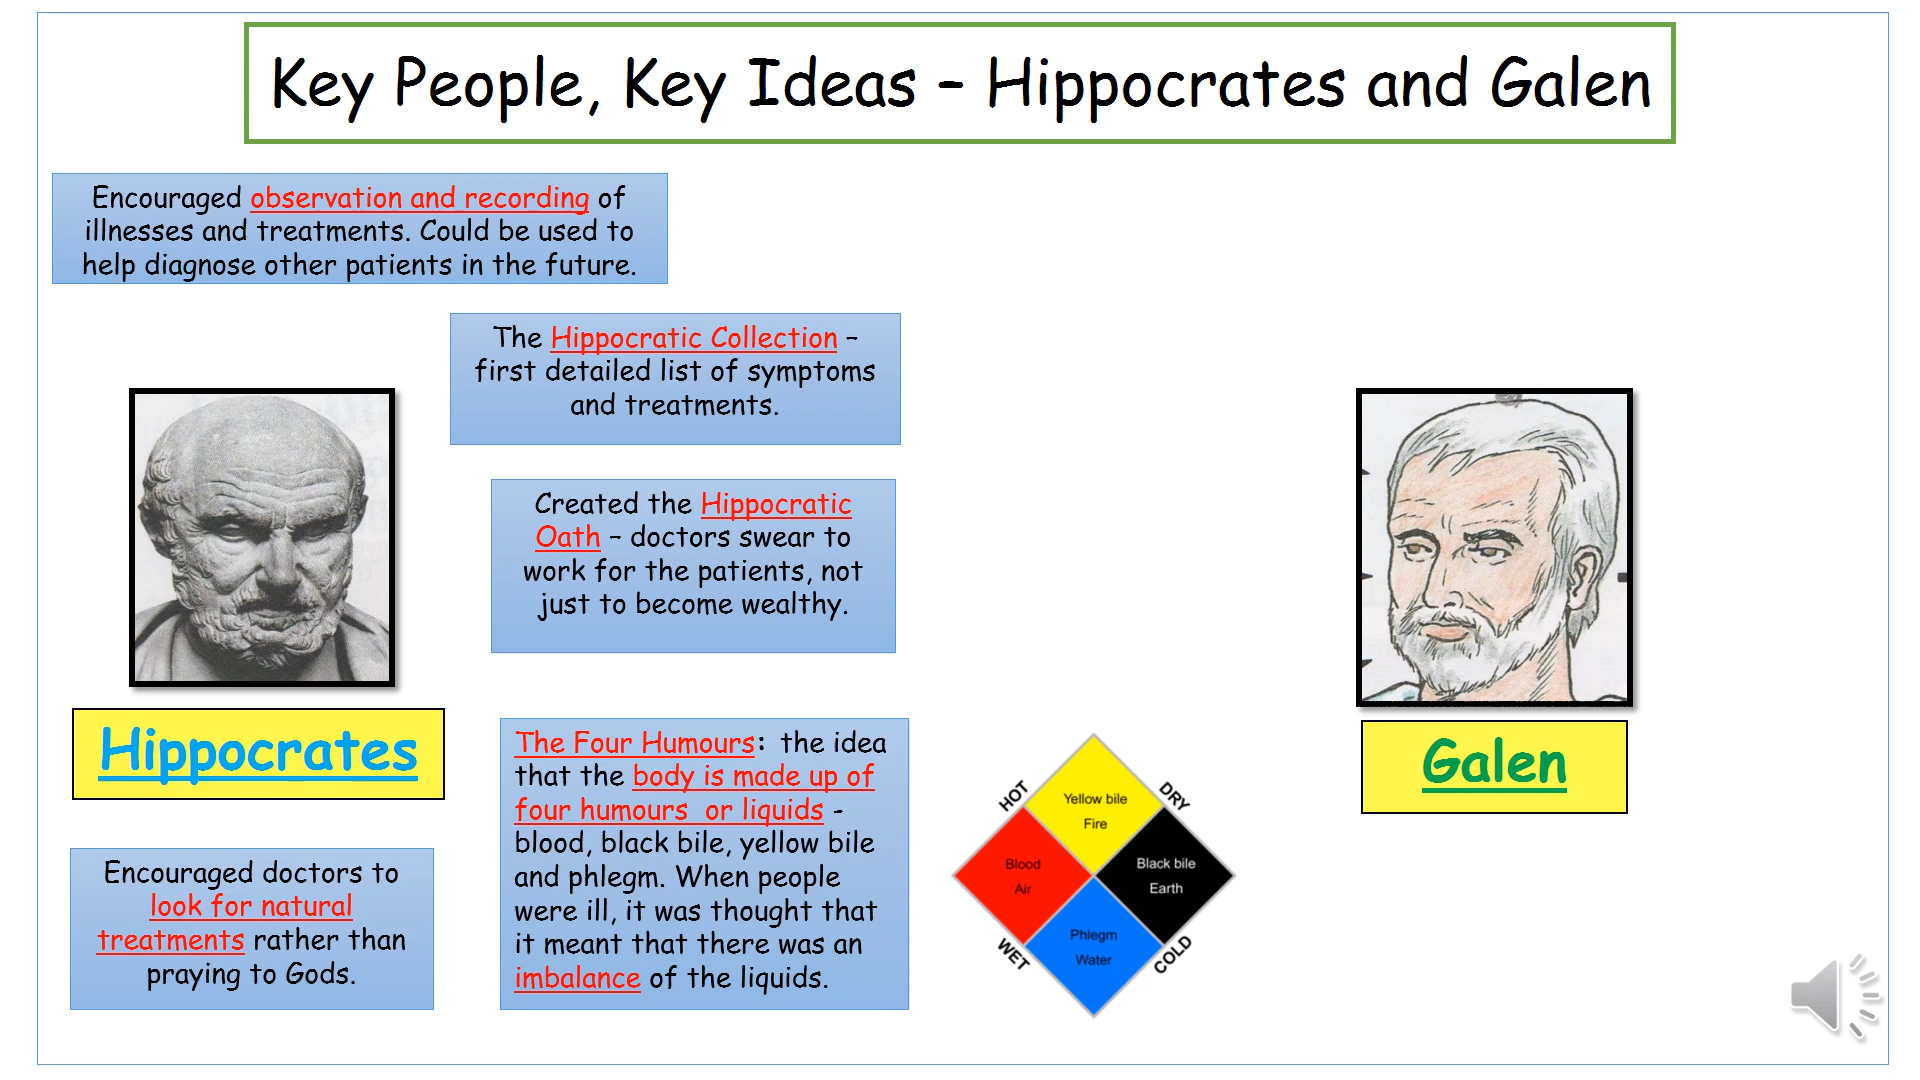 Key People, Key Ideas – Hippocrates and Galen
Encouraged observation and recording of
illnesses and treatments. Could be used to
help diagnose other patients in the future.
The Hippocratic Collection –
first detailed list of symptoms
and treatments.
Created the Hippocratic
Oath – doctors swear to
work for the patients, not
just to become wealthy.
Hippocrates
Galen
Encouraged doctors to
look for natural
treatments rather than
praying to Gods.
The Four Humours: the idea
that the body is made up of
four humours or liquids -
blood, black bile, yellow bile
and phlegm. When people
were ill, it was thought that
it meant that there was an
imbalance of the liquids.
HOT
DRY
Yellow bile
Fire
Blood
Air
Black bile
Earth
Phlegm
Water
WET
COLD